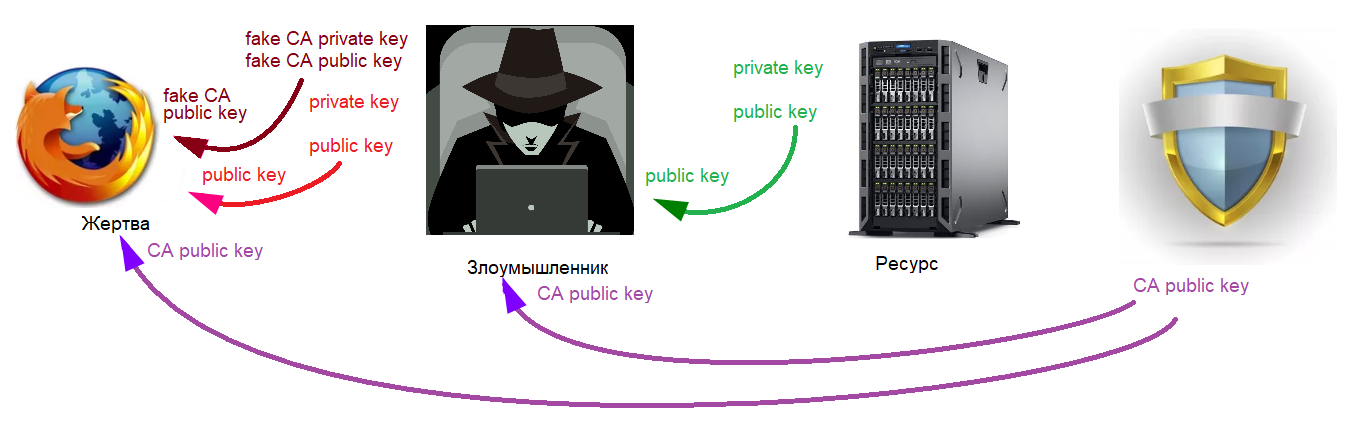 fake CA private key
fake CA public key
fake CA
public key
private key
public key
public key
Жертва
CA public key
Злоумышленник
CA public key
private key
public key
public key
Ресурс
CA public key